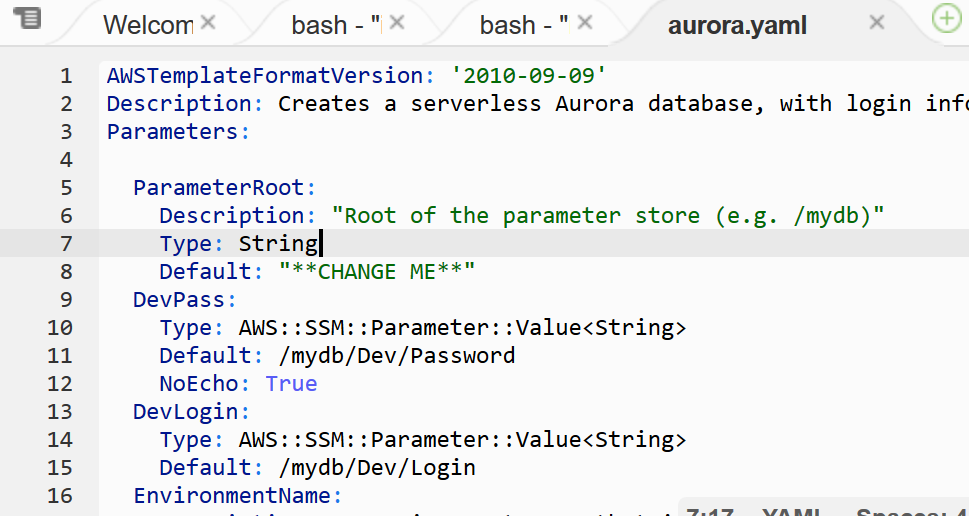 Welcom
bash - "
bash - "
aurora.yaml
1 AWSTemplateFormatVersion: '2010-09-09'
2 Description: Creates a serverless Aurora database, with login info
3 Parameters:
4
5 ParameterRoot:
6 Description: "Root of the parameter store (e.g. /mydb)"
7 Type: String
8 Default: "**CHANGE ME**"
9 DevPass:
10 Type: AWS::SSM::Parameter::Value<String>
11 Default: /mydb/Dev/Password
12 NoEcho: True
13 DevLogin:
14 Type: AWS::SSM::Parameter::Value<String>
15 Default: /mydb/Dev/Login
16 EnvironmentName:
7:17 YAML Spaces: 4